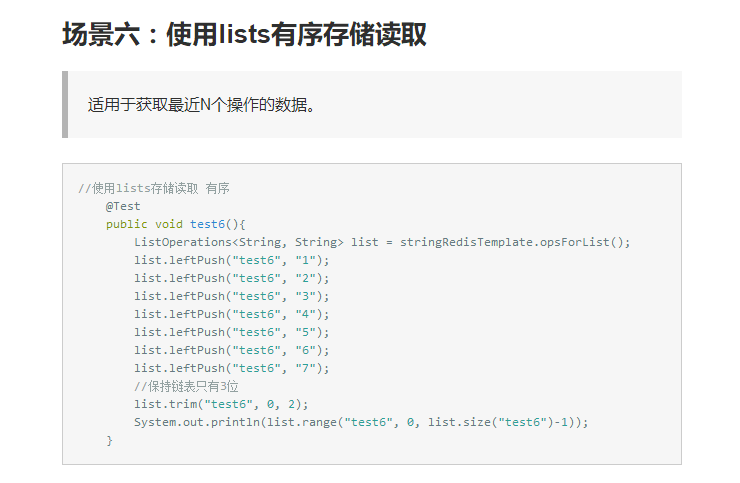 场景六：使用lists有序存储读取
适用于获取最近N个操作的数据。
//使用lists存储读取 有序
    @Test
    public void test6(){
        ListOperations<String, String> list = stringRedisTemplate.opsForList();
        list.leftPush("test6", "1");
        list.leftPush("test6", "2");
        list.leftPush("test6", "3");
        list.leftPush("test6", "4");
        list.leftPush("test6", "5");
        list.leftPush("test6", "6");
        list.leftPush("test6", "7");
        //保持链表只有3位
        list.trim("test6", 0, 2);
        System.out.println(list.range("test6", 0, list.size("test6")-1));
    }